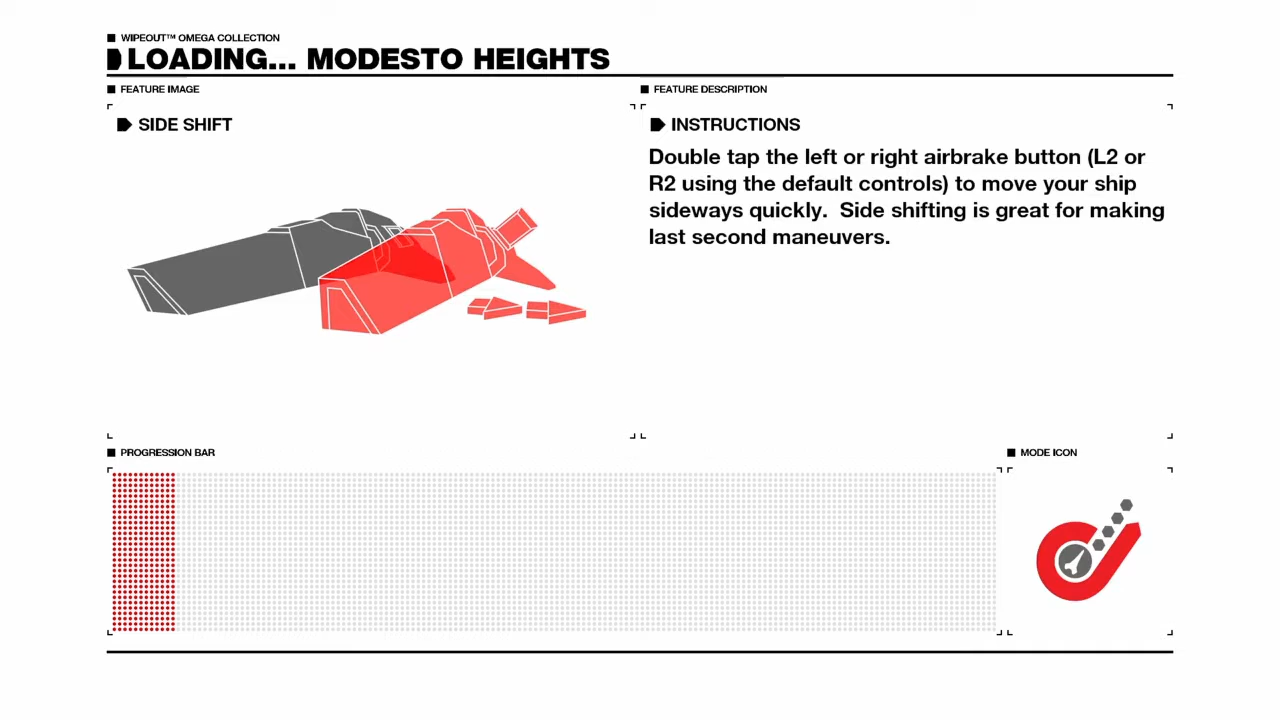 WIPEOUT™ OMEGA COLLECTION
LOADING... MODESTO HEIGHTS
FEATURE IMAGE
SIDE SHIFT
FEATURE DESCRIPTION
INSTRUCTIONS
Double tap the left or right airbrake button (L2 or
R2 using the default controls) to move your ship
sideways quickly.  Side shifting is great for making
last second maneuvers.
PROGRESSION BAR
MODE ICON